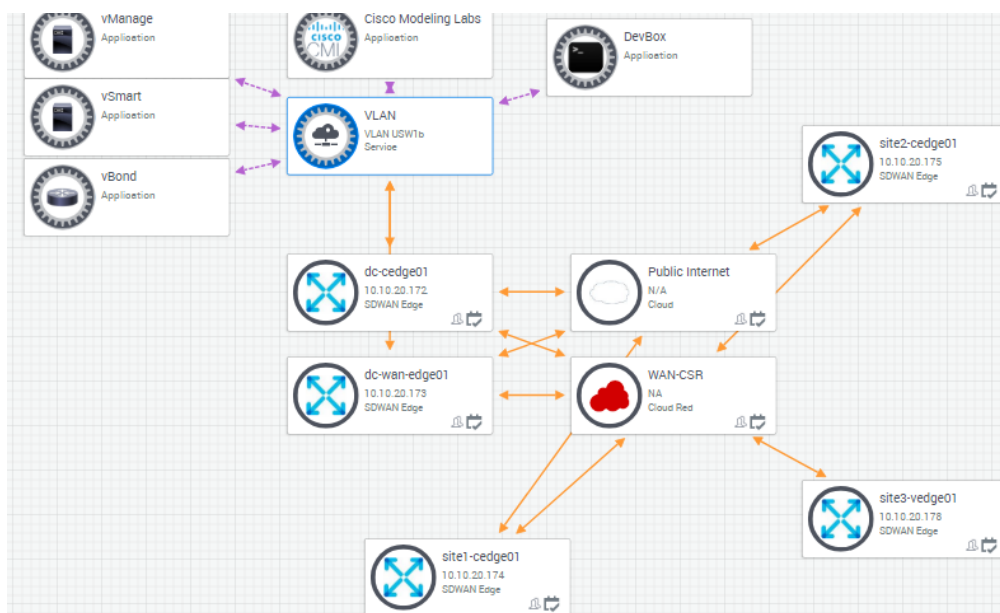 vManage
Application
Cisco Modeling Labs
Application
CISCO
CML
DevBox
Application
>_
vSmart
Application
VLAN
VLAN USW1b
Service
vBond
Application
site2-cedge01
10.10.20.175
SDWAN Edge
dc-cedge01
10.10.20.172
SDWAN Edge
Public Internet
N/A
Cloud
dc-wan-edge01
10.10.20.173
SDWAN Edge
WAN-CSR
NA
Cloud Red
site3-vedge01
10.10.20.178
SDWAN Edge
site1-cedge01
10.10.20.174
SDWAN Edge